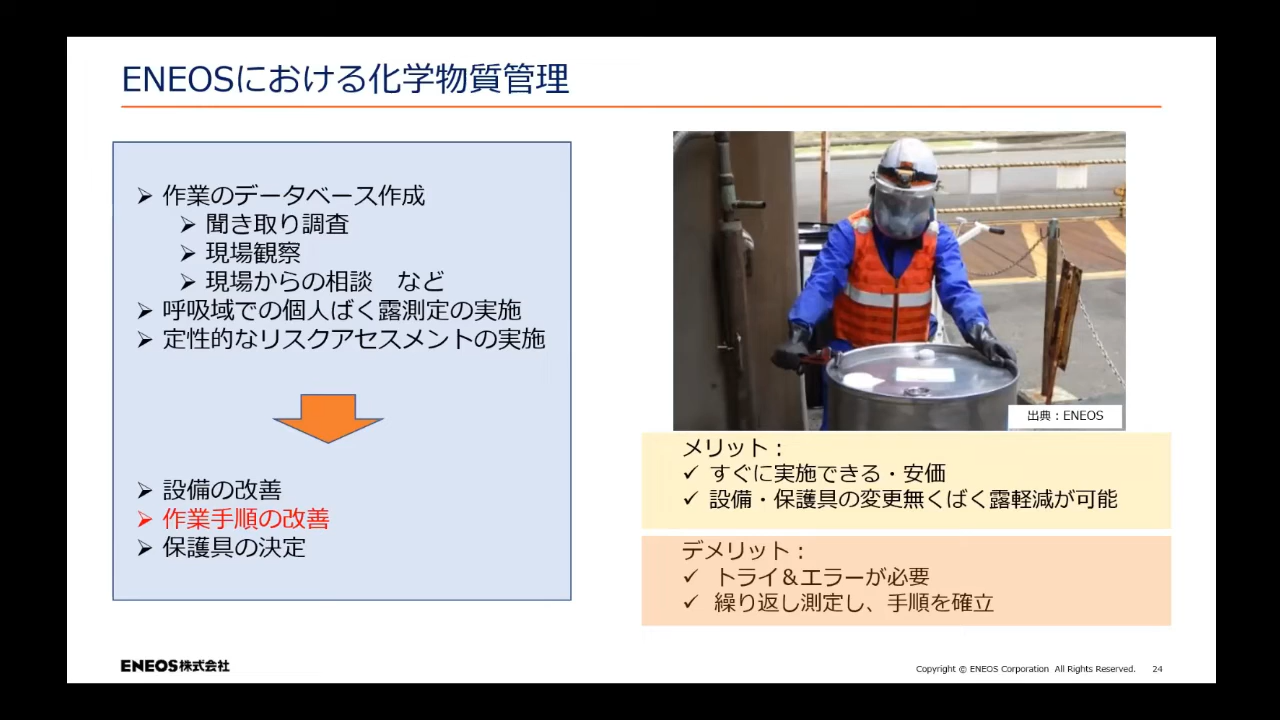 ENEOSにおける化学物質管理
➢ 作業のデータベース作成
➢ 聞き取り調査
➢ 現場観察
➢ 現場からの相談　など
➢ 呼吸域での個人ばく露測定の実施
➢ 定性的なリスクアセスメントの実施
➢ 設備の改善
➢ 作業手順の改善
➢ 保護具の決定
出典：ENEOS
メリット：
✓ すぐに実施できる・安価
✓ 設備・保護具の変更無くばく露軽減が可能
デメリット：
✓ トライ＆エラーが必要
✓ 繰り返し測定し、手順を確立
ENEOS株式会社
Copyright © ENEOS Corporation All Rights Reserved. 24